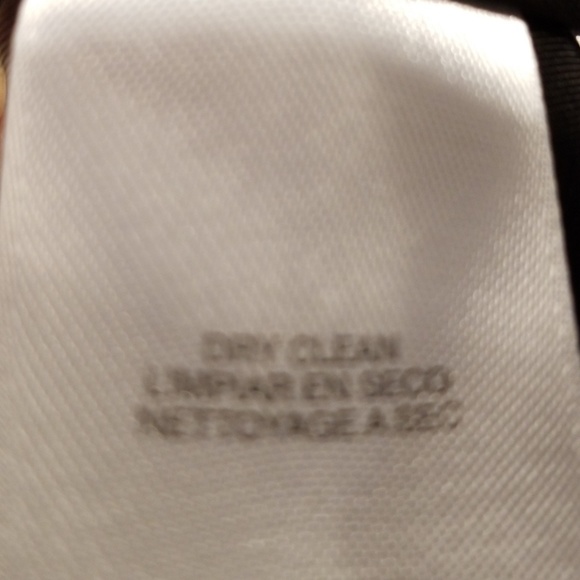 DRY CLEAN
LIMPIAR EN SECO
NETTOYAGE A SEC